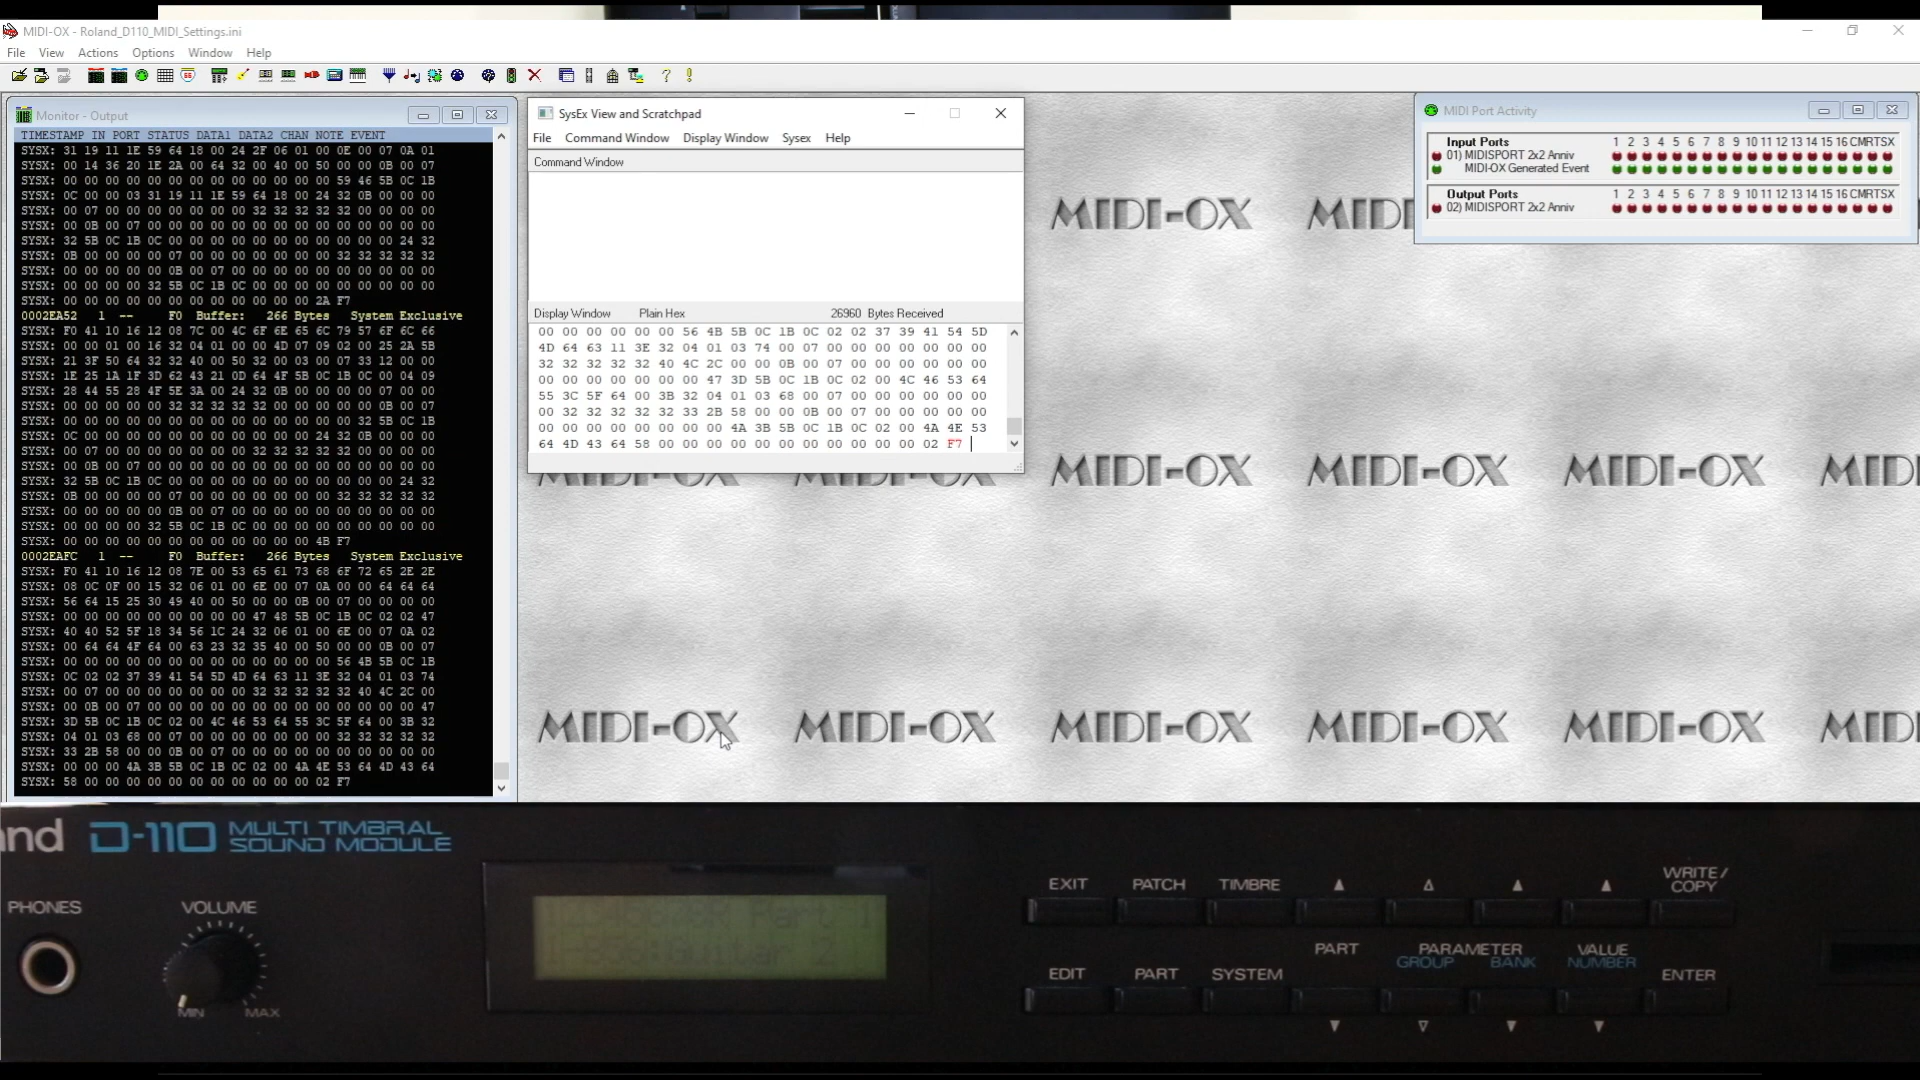 MIDI-OX - Roland_D110_MIDI_Settings.ini
File View Actions Options Window Help
Monitor - Output
TIMESTAMP IN PORT STATUS DATA1 DATA2 CHAN NOTE EVENT
SYSX: 31 19 11 1E 59 64 18 00 24 2F 06 01 00 0E 00 07 0A 01
SYSX: 00 14 36 20 1E 2A 00 64 32 00 40 00 50 00 00 0B 00 07
SYSX: 00 00 00 00 00 00 00 00 00 00 00 00 00 59 46 5B 0C 1B
SYSX: 0C 00 00 03 31 19 11 1E 59 64 18 00 24 32 0B 00 00 00
SYSX: 00 07 00 00 00 00 00 00 00 32 32 32 32 32 00 00 00 00
SYSX: 00 0B 00 07 00 00 00 00 00 00 00 00 00 00 00 00 00 00
SYSX: 32 5B 0C 1B 0C 00 00 00 00 00 00 00 00 00 00 00 24 32
SYSX: 0B 00 00 00 00 07 00 00 00 00 00 00 00 32 32 32 32 32
SYSX: 00 00 00 00 00 0B 00 07 00 00 00 00 00 00 00 00 00 00
SYSX: 00 00 00 00 32 5B 0C 1B 0C 00 00 00 00 00 00 00 00 00
SYSX: 00 00 00 00 00 00 00 00 00 00 00 00 2A F7
0002EA52 1 -- F0 Buffer: 266 Bytes System Exclusive
SYSX: F0 41 10 16 12 08 7C 00 4C 6F 6E 65 6C 79 57 6F 6C 66
SYSX: 00 00 01 00 16 32 04 01 00 00 4D 07 09 02 00 25 2A 5B
SYSX: 21 3F 50 64 32 32 40 00 50 32 00 03 00 07 33 12 00 00
SYSX: 1E 25 1A 1F 3D 62 43 21 0D 64 4F 5B 0C 1B 0C 00 04 09
SYSX: 28 44 55 28 4F 5E 3A 00 24 32 0B 00 00 00 00 07 00 00
SYSX: 00 00 00 00 00 32 32 32 32 32 00 00 00 00 00 0B 00 07
SYSX: 00 00 00 00 00 00 00 00 00 00 00 00 00 00 32 5B 0C 1B
SYSX: 0C 00 00 00 00 00 00 00 00 00 00 00 24 32 0B 00 00 00
SYSX: 00 07 00 00 00 00 00 00 00 32 32 32 32 32 00 00 00 00
SYSX: 00 0B 00 07 00 00 00 00 00 00 00 00 00 00 00 00 00 00
SYSX: 32 5B 0C 1B 0C 00 00 00 00 00 00 00 00 00 00 00 24 32
SYSX: 0B 00 00 00 00 07 00 00 00 00 00 00 00 32 32 32 32 32
SYSX: 00 00 00 00 00 0B 00 07 00 00 00 00 00 00 00 00 00 00
SYSX: 00 00 00 00 32 5B 0C 1B 0C 00 00 00 00 00 00 00 00 00
SYSX: 00 00 00 00 00 00 00 00 00 00 00 00 4B F7
0002EAFC 1 -- F0 Buffer: 266 Bytes System Exclusive
SYSX: F0 41 10 16 12 08 7E 00 53 65 61 73 68 6F 72 65 2E 2E
SYSX: 08 0C 0F 00 15 32 06 01 00 6E 00 07 0A 00 00 64 64 64
SYSX: 56 64 15 25 30 49 40 00 50 00 00 0B 00 07 00 00 00 00
SYSX: 00 00 00 00 00 00 00 00 00 47 48 5B 0C 1B 0C 02 02 47
SYSX: 40 40 52 5F 18 34 56 1C 24 32 06 01 00 6E 00 07 0A 02
SYSX: 00 64 64 4F 64 00 63 23 32 35 40 00 50 00 00 0B 00 07
SYSX: 00 00 00 00 00 00 00 00 00 00 00 00 00 56 4B 5B 0C 1B
SYSX: 0C 02 02 37 39 41 54 5D 4D 64 63 11 3E 32 04 01 03 74
SYSX: 00 07 00 00 00 00 00 00 00 32 32 32 32 32 40 4C 2C 00
SYSX: 00 0B 00 07 00 00 00 00 00 00 00 00 00 00 00 00 00 47
SYSX: 3D 5B 0C 1B 0C 02 00 4C 46 53 64 55 3C 5F 64 00 3B 32
SYSX: 04 01 03 68 00 07 00 00 00 00 00 00 00 32 32 32 32 32
SYSX: 33 2B 58 00 00 0B 00 07 00 00 00 00 00 00 00 00 00 00
SYSX: 00 00 00 4A 3B 5B 0C 1B 0C 02 00 4A 4E 53 64 4D 43 64
SYSX: 58 00 00 00 00 00 00 00 00 00 00 00 02 F7
SysEx View and Scratchpad
File Command Window Display Window Sysex Help
Command Window
Display Window Plain Hex 26960 Bytes Received
00 00 00 00 00 00 56 4B 5B 0C 1B 0C 02 02 37 39 41 54 5D
4D 64 63 11 3E 32 04 01 03 74 00 07 00 00 00 00 00 00 00
32 32 32 32 32 40 4C 2C 00 00 0B 00 07 00 00 00 00 00 00
00 00 00 00 00 00 00 47 3D 5B 0C 1B 0C 02 00 4C 46 53 64
55 3C 5F 64 00 3B 32 04 01 03 68 00 07 00 00 00 00 00 00
00 32 32 32 32 32 33 2B 58 00 00 0B 00 07 00 00 00 00 00
00 00 00 00 00 00 00 00 4A 3B 5B 0C 1B 0C 02 00 4A 4E 53
64 4D 43 64 58 00 00 00 00 00 00 00 00 00 00 00 02 F7
MIDI Port Activity
Input Ports 1 2 3 4 5 6 7 8 9 10 11 12 13 14 15 16 CMRTSX
01) MIDISPORT 2x2 Anniv
MIDI-OX Generated Event
Output Ports 1 2 3 4 5 6 7 8 9 10 11 12 13 14 15 16 CMRTSX
02) MIDISPORT 2x2 Anniv
MIDI-OX MIDI
MIDI-OX MIDI-OX MIDI-OX MIDI-OX MIDI-OX MIDI
MIDI-OX MIDI-OX MIDI-OX MIDI-OX MIDI-OX MIDI
nd D-110 MULTI TIMBRAL
SOUND MODULE
PHONES VOLUME
MIN MAX
EXIT PATCH TIMBRE WRITE/
COPY
PART PARAMETER VALUE
GROUP BANK NUMBER
EDIT PART SYSTEM ENTER